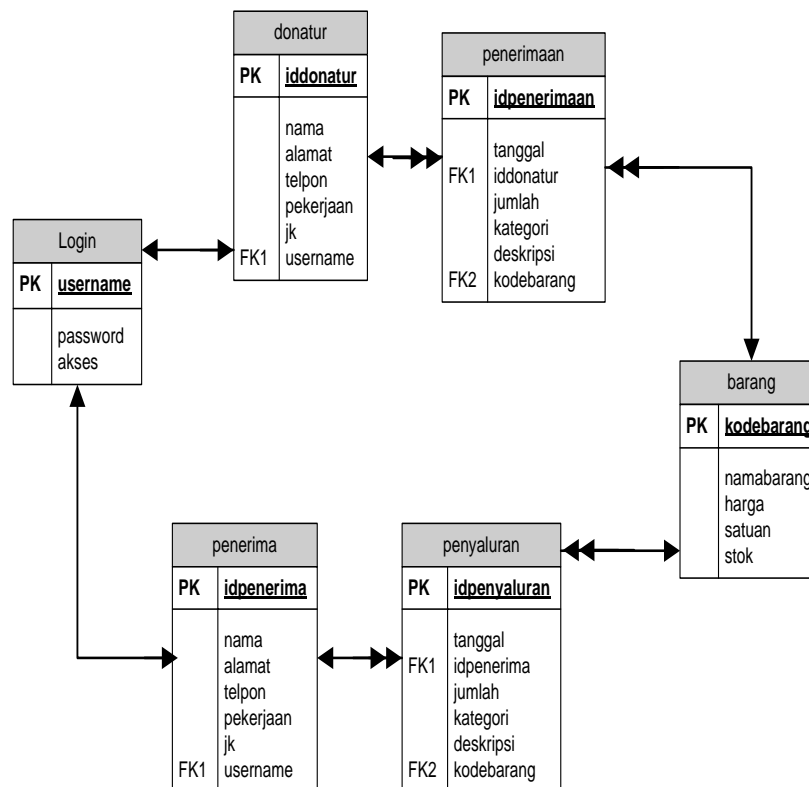 donatur
PK iddonatur
nama
alamat
telpon
pekerjaan
jk
FK1 username
penerimaan
PK idpenerimaan
tanggal
FK1 iddonatur
jumlah
kategori
deskripsi
FK2 kodebarang
Login
PK username
password
akses
barang
PK kodebarang
namabarang
harga
satuan
stok
penerima
PK idpenerima
nama
alamat
telpon
pekerjaan
jk
FK1 username
penyaluran
PK idpenyaluran
tanggal
FK1 idpenerima
jumlah
kategori
deskripsi
FK2 kodebarang